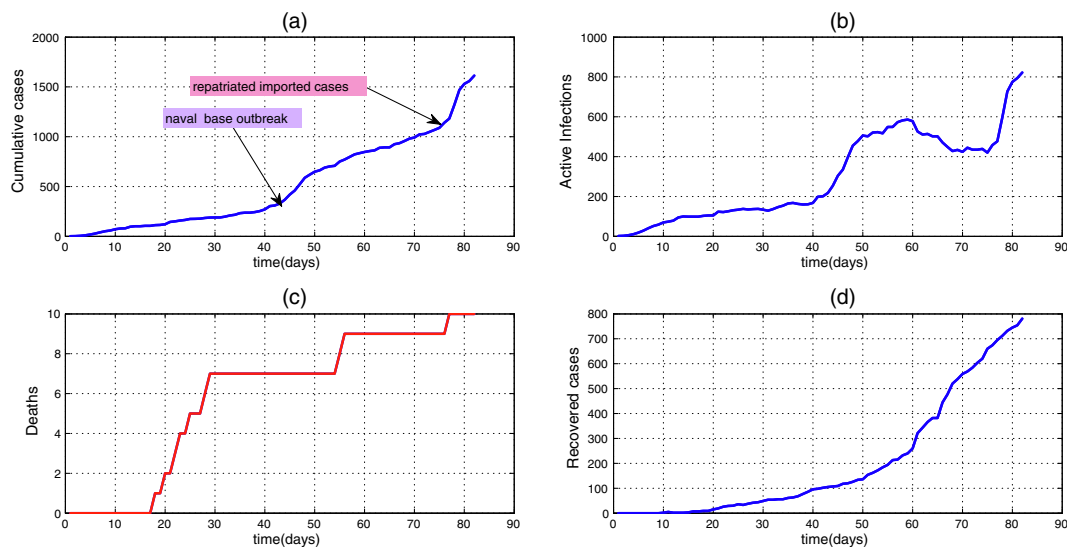 (a)
2000
1500
1000
500
0
Cumulative cases
repatriated imported cases
naval base outbreak
0 10 20 30 40 50 60 70 80 90
time(days)
(b)
1000
800
600
400
200
0
Active Infections
0 10 20 30 40 50 60 70 80 90
time(days)
(c)
10
8
6
4
2
0
Deaths
0 10 20 30 40 50 60 70 80 90
time(days)
(d)
800
700
600
500
400
300
200
100
0
Recovered cases
0 10 20 30 40 50 60 70 80 90
time(days)